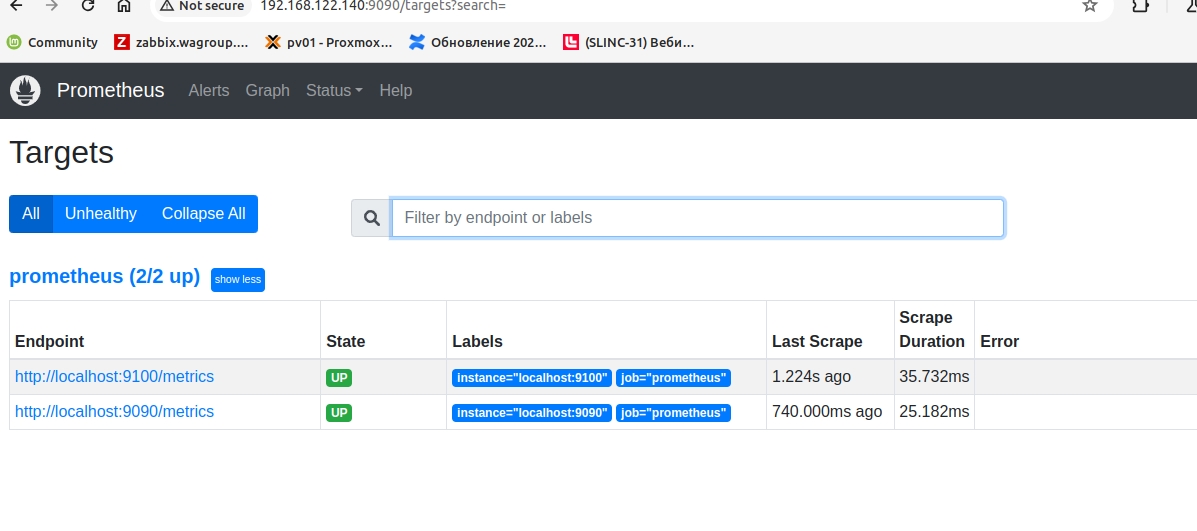 Not secure 192.168.122.140:9090/targets?search=
Community zabbix.wagroup.... pv01 - Proxmox... Обновление 202... (SLINC-31) Веби...
Prometheus Alerts Graph Status Help
Targets
All Unhealthy Collapse All Filter by endpoint or labels
prometheus (2/2 up) show less
Endpoint State Labels Last Scrape Scrape Duration Error
http://localhost:9100/metrics UP instance="localhost:9100" job="prometheus" 1.224s ago 35.732ms
http://localhost:9090/metrics UP instance="localhost:9090" job="prometheus" 740.000ms ago 25.182ms